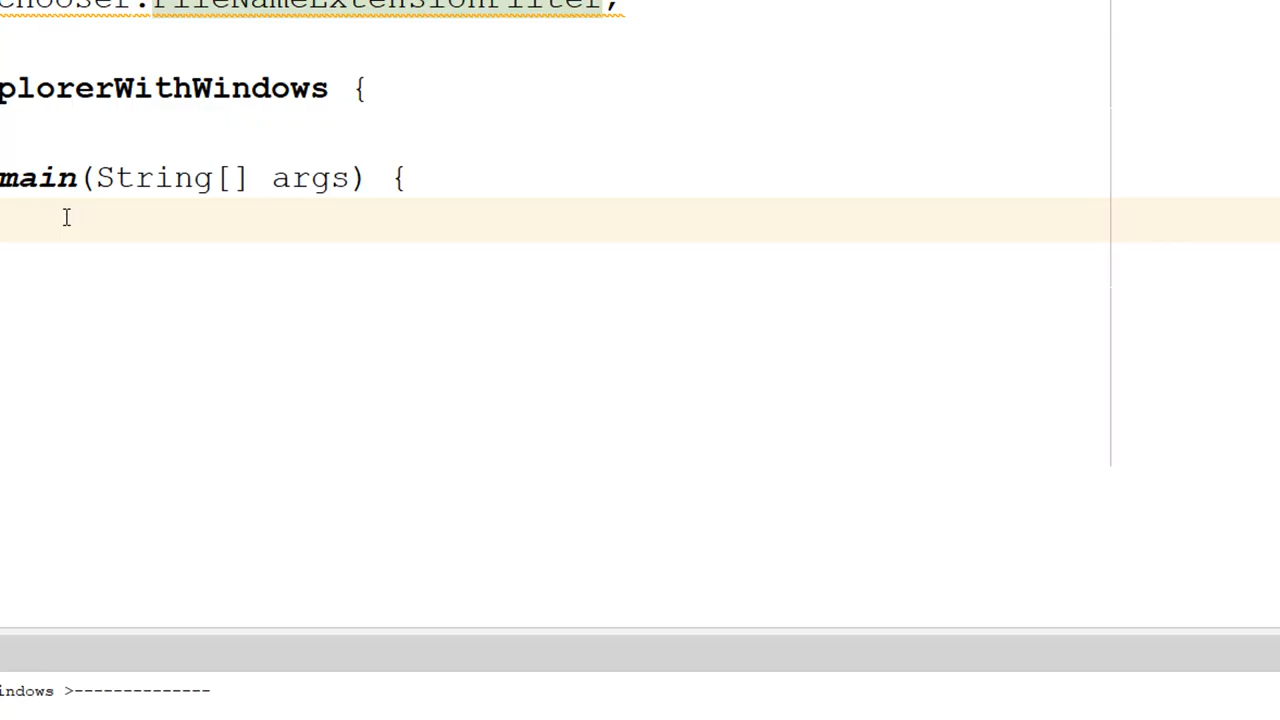 chooser.FileNameExtensionFilter;
plorerWithWindows {
main(String[] args) {
indows >--------------